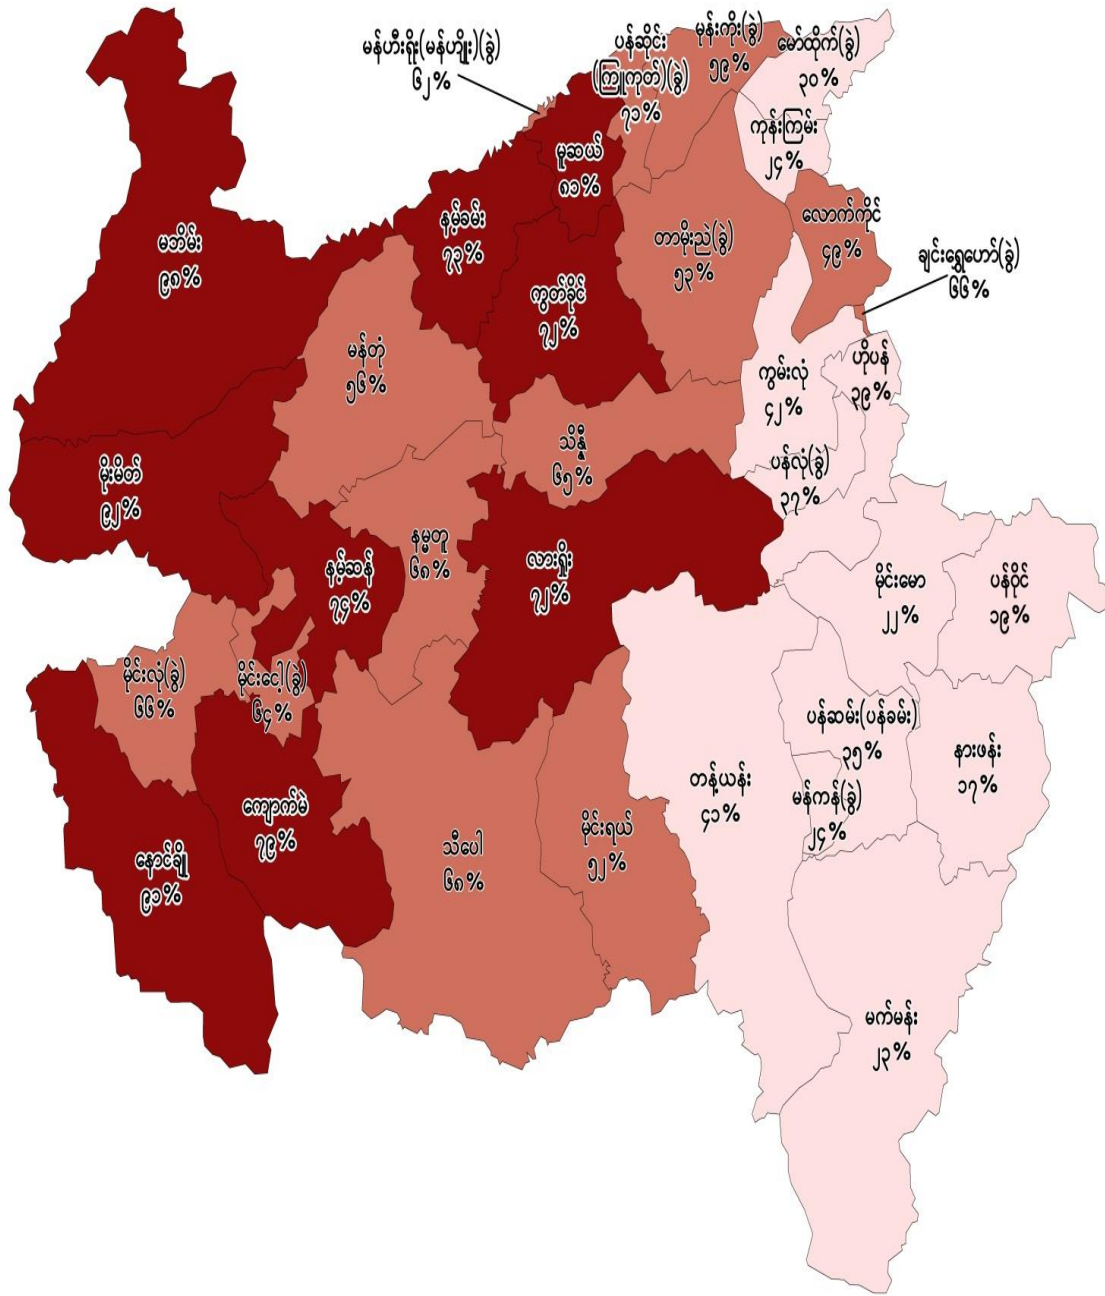 မန်ဟီးရိုး(မန်ဟျိုး)(ခွဲ)
၆၂%
ပန်ဆိုင်း
(ကြူကုတ်)(ခွဲ)
၇၁%
မုန်းကိုး(ခွဲ)
၅၉%
မော်ထိုက်(ခွဲ)
၃၀%
ကုန်းကြမ်း
၂၄%
မူဆယ်
၈၁%
နမ့်ခမ်း
၇၃%
မဘိမ်း
၉၈%
တာမိုးညဲ(ခွဲ)
၅၃%
လောက်ကိုင်
၄၉%
ချင်းရွှေဟော်(ခွဲ)
၆၆%
ကွတ်ခိုင်
၇၂%
မန်တုံ
၅၆%
ဟိုပန်
၃၉%
ကွမ်းလုံ
၄၂%
သိန္နီ
၆၅%
ပန်လုံ(ခွဲ)
၃၇%
မိုးမိတ်
၉၂%
နမ္မတူ
၆၈%
လားရှိုး
၇၂%
နမ့်ဆန်
၇၄%
မိုင်းမော
၂၂%
ပန်ဝိုင်
၁၉%
မိုင်းလုံ(ခွဲ)
၆၆%
မိုင်းငေါ့(ခွဲ)
၆၄%
ပန်ဆမ်း(ပန်ခမ်း)
၃၅%
နားဖန်း
၁၇%
တန့်ယန်း
၄၁%
မန်ကန်(ခွဲ)
၂၄%
ကျောက်မဲ
၇၉%
နောင်ချို
၉၁%
သီပေါ
၆၈%
မိုင်းရယ်
၅၂%
မက်မန်း
၂၃%